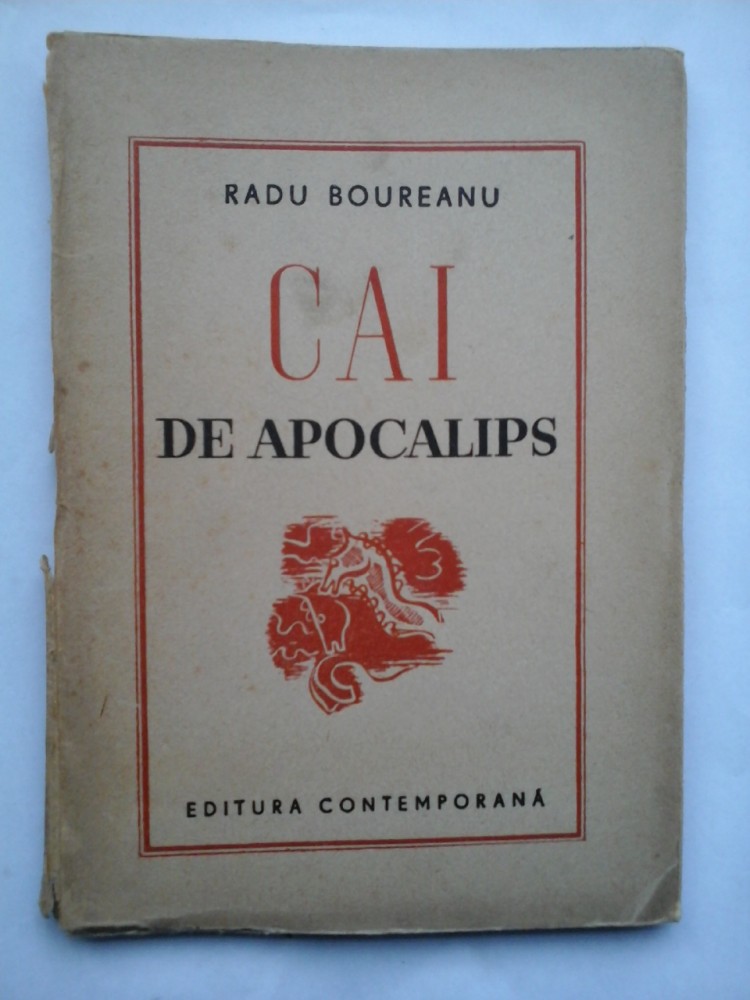 RADU BOUREANU
CAI
DE APOCALIPS
EDITURA CONTEMPORANĂ